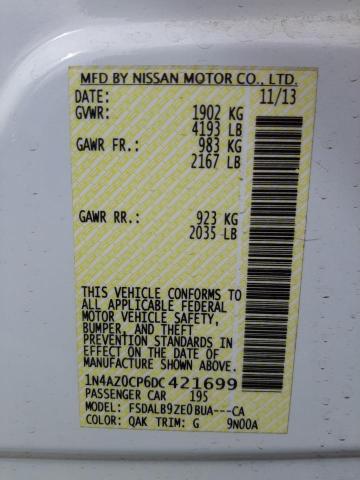 MFD BY NISSAN MOTOR CO., LTD.
DATE: 11/13
GVWR: 1902 KG
4193 LB
GAWR FR: 983 KG
2167 LB
GAWR RR: 923 KG
2035 LB
THIS VEHICLE CONFORMS TO
ALL APPLICABLE FEDERAL
MOTOR VEHICLE SAFETY,
BUMPER, AND THEFT
PREVENTION STANDARDS IN
EFFECT ON THE DATE OF
MANUFACTURE SHOWN ABOVE.
1N4AZ0CP6DC421699
PASSENGER CAR 195
MODEL: FSDALB9ZE0BUA---CA
COLOR: QAK TRIM: G 9N00A